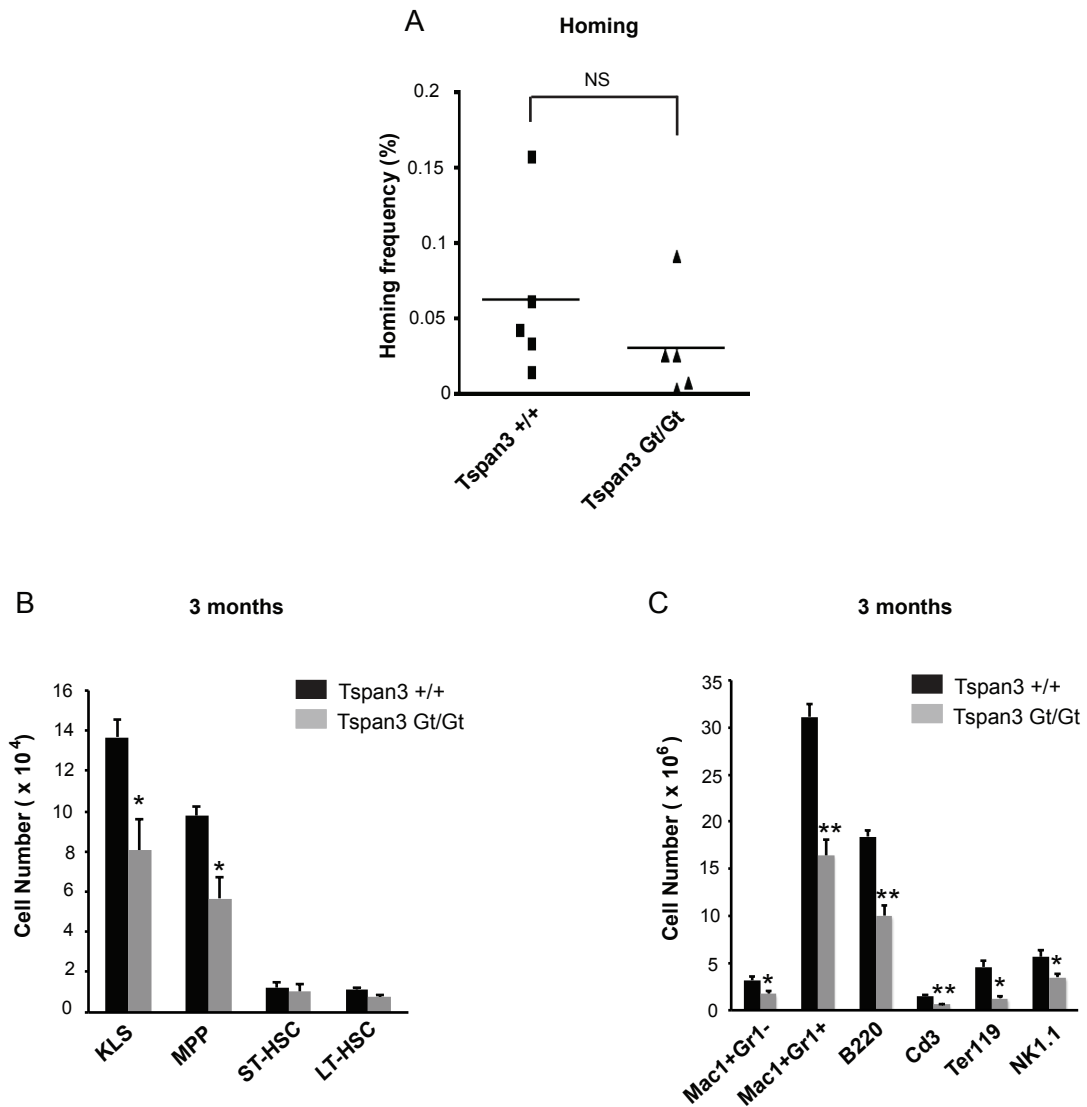 A
Homing
NS
0.2
0.15
0.1
0.05
0
Homing frequency (%)
Tspan3 +/+
Tspan3 Gt/Gt
B
3 months
Tspan3 +/+
Tspan3 Gt/Gt
16
14
12
10
8
6
4
2
0
Cell Number ( x 10⁴)
*
*
KLS
MPP
ST-HSC
LT-HSC
C
3 months
Tspan3 +/+
Tspan3 Gt/Gt
35
30
25
20
15
10
5
0
Cell Number ( x 10⁶)
*
**
**
**
*
*
Mac1+Gr1-
Mac1+Gr1+
B220
Cd3
Ter119
NK1.1